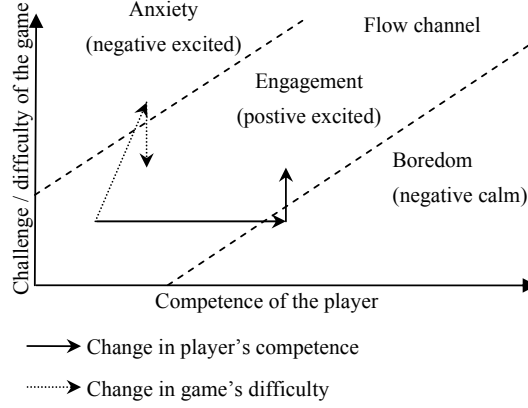 Anxiety
(negative excited)
Flow channel
Engagement
(postive excited)
Boredom
(negative calm)
Challenge / difficulty of the game
Competence of the player
Change in player's competence
Change in game's difficulty